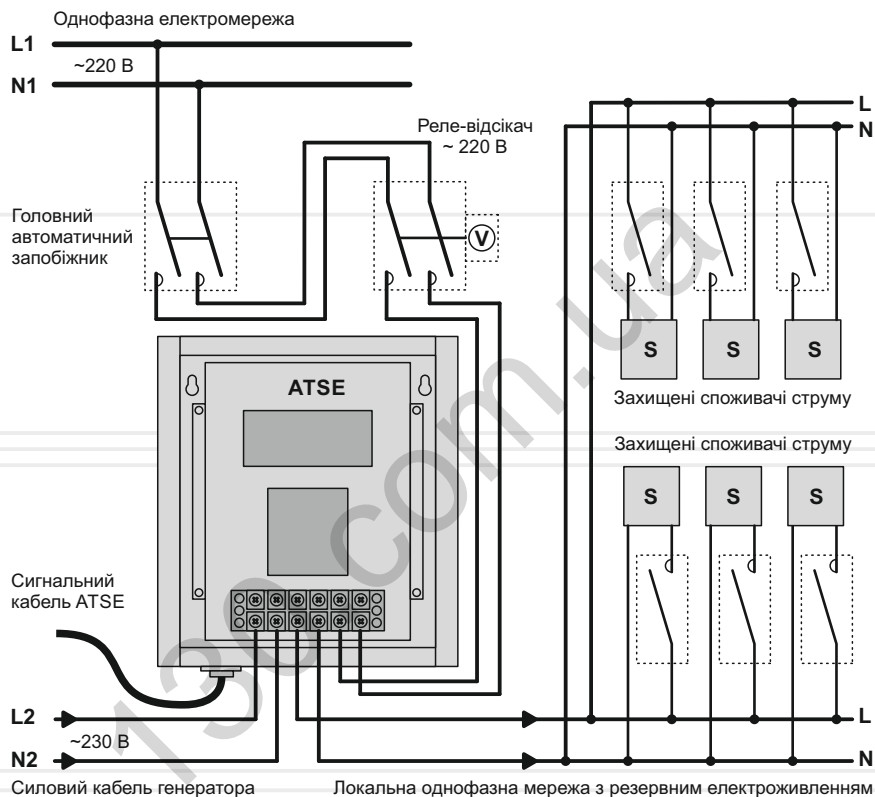 Однофазна електромережа
L1
~220 В
N1
Реле-відсікач
~ 220 В
L
N
Головний
автоматичний
запобіжник
V
ATSE
S
S
S
Захищені споживачі струму
Захищені споживачі струму
S
S
S
Сигнальний
кабель ATSE
L2
~230 В
N2
L
N
Силовий кабель генератора
Локальна однофазна мережа з резервним електроживленням
130.com.ua